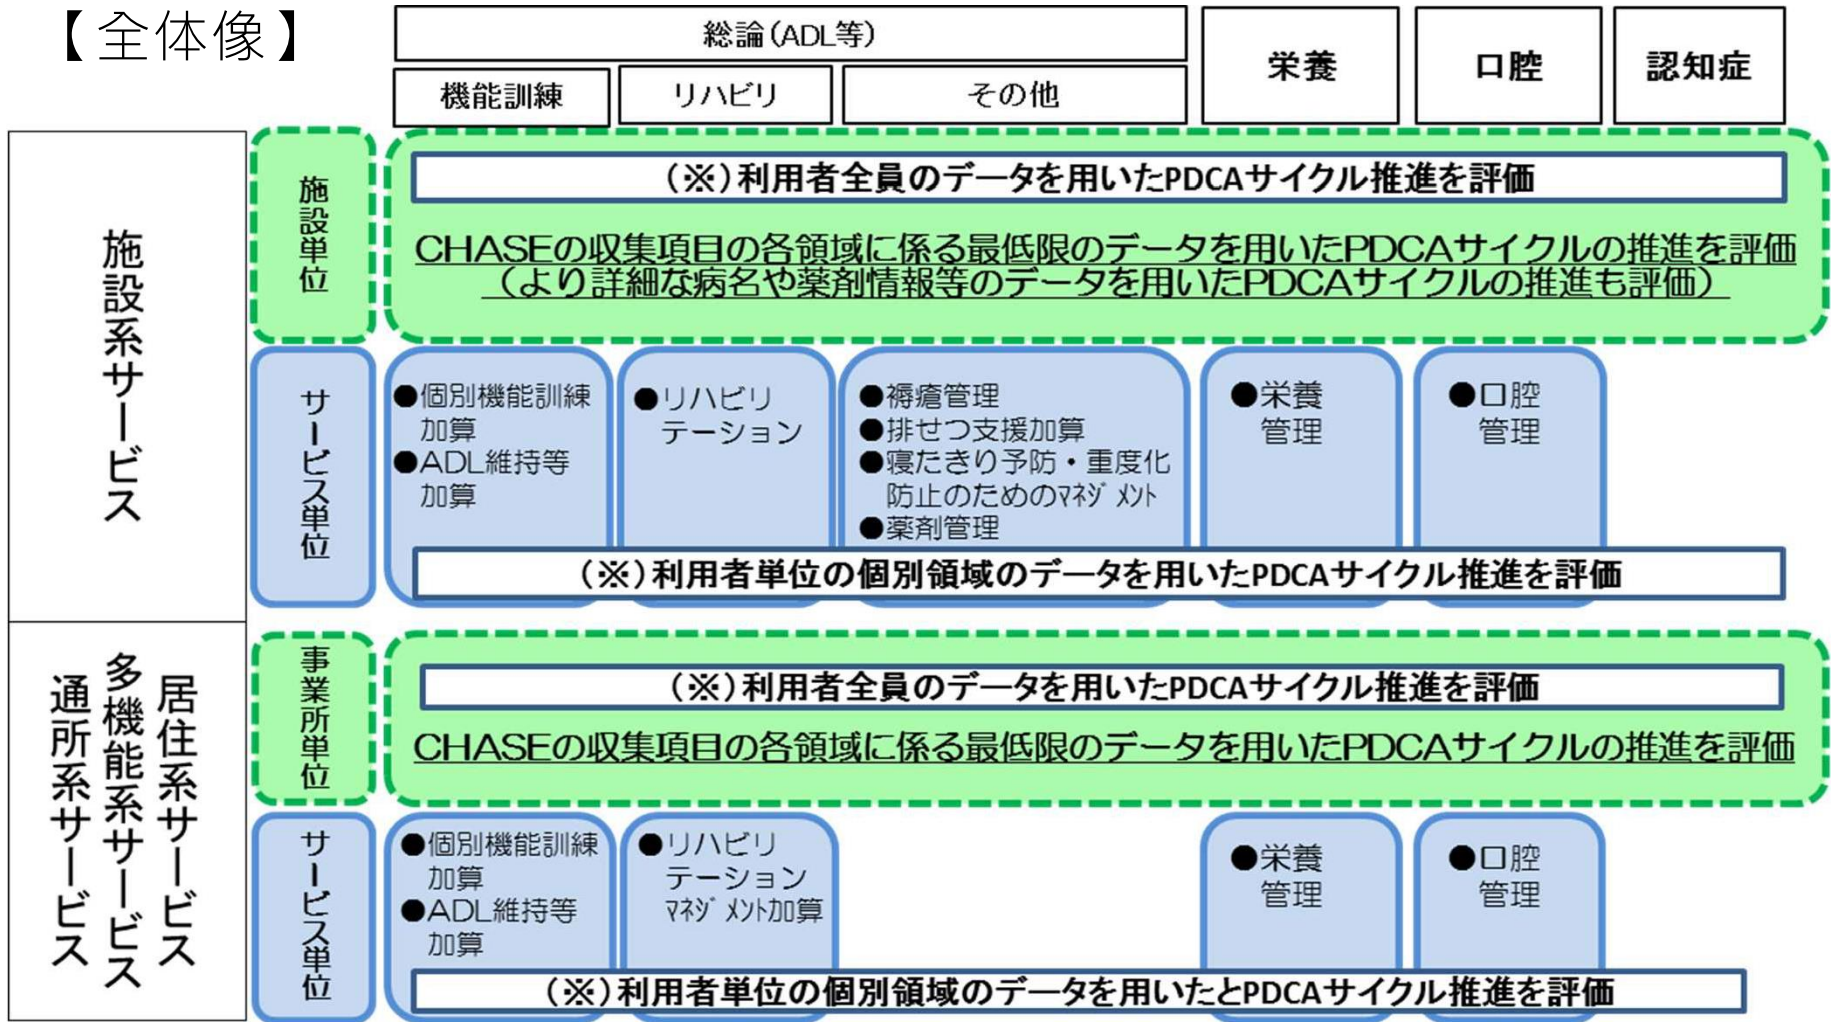 【全体像】
総論(ADL等)
機能訓練
リハビリ
その他
栄養
口腔
認知症
施設系サービス
施設単位
(※)利用者全員のデータを用いたPDCAサイクル推進を評価
CHASEの収集項目の各領域に係る最低限のデータを用いたPDCAサイクルの推進を評価
(より詳細な病名や薬剤情報等のデータを用いたPDCAサイクルの推進も評価)
サービス単位
●個別機能訓練
加算
●ADL維持等
加算
●リハビリ
テーション
●褥瘡管理
●排せつ支援加算
●寝たきり予防・重度化
防止のためのﾏﾈｼﾞﾒﾝﾄ
●薬剤管理
●栄養
管理
●口腔
管理
(※)利用者単位の個別領域のデータを用いたPDCAサイクル推進を評価
居住系サービス
多機能系サービス
通所系サービス
事業所単位
(※)利用者全員のデータを用いたPDCAサイクル推進を評価
CHASEの収集項目の各領域に係る最低限のデータを用いたPDCAサイクルの推進を評価
サービス単位
●個別機能訓練
加算
●ADL維持等
加算
●リハビリ
テーション
ﾏﾈｼﾞﾒﾝﾄ加算
●栄養
管理
●口腔
管理
(※)利用者単位の個別領域のデータを用いたとPDCAサイクル推進を評価